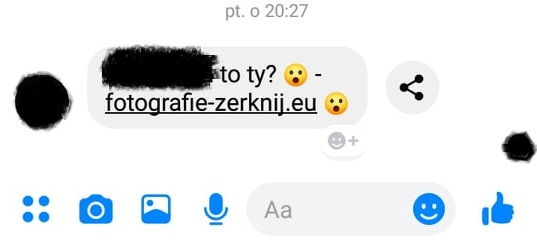 pt. o 20:27
to ty? 😮 -
fotografie-zerknij.eu 😮
Aa